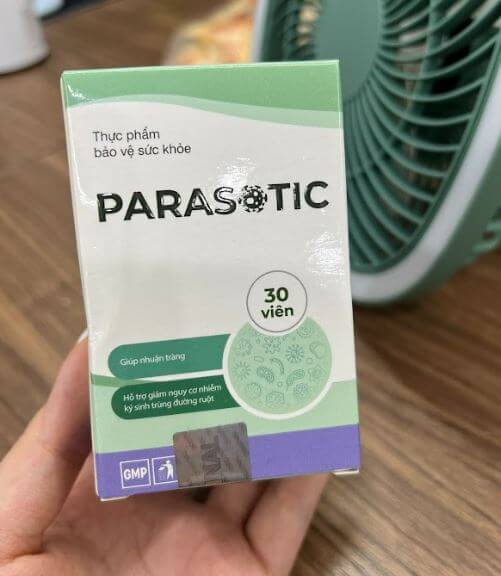 Thực phẩm
bảo vệ sức khỏe
PARASOTIC
30
viên
Giúp nhuận tràng
Hỗ trợ giảm nguy cơ nhiễm
ký sinh trùng đường ruột
GMP